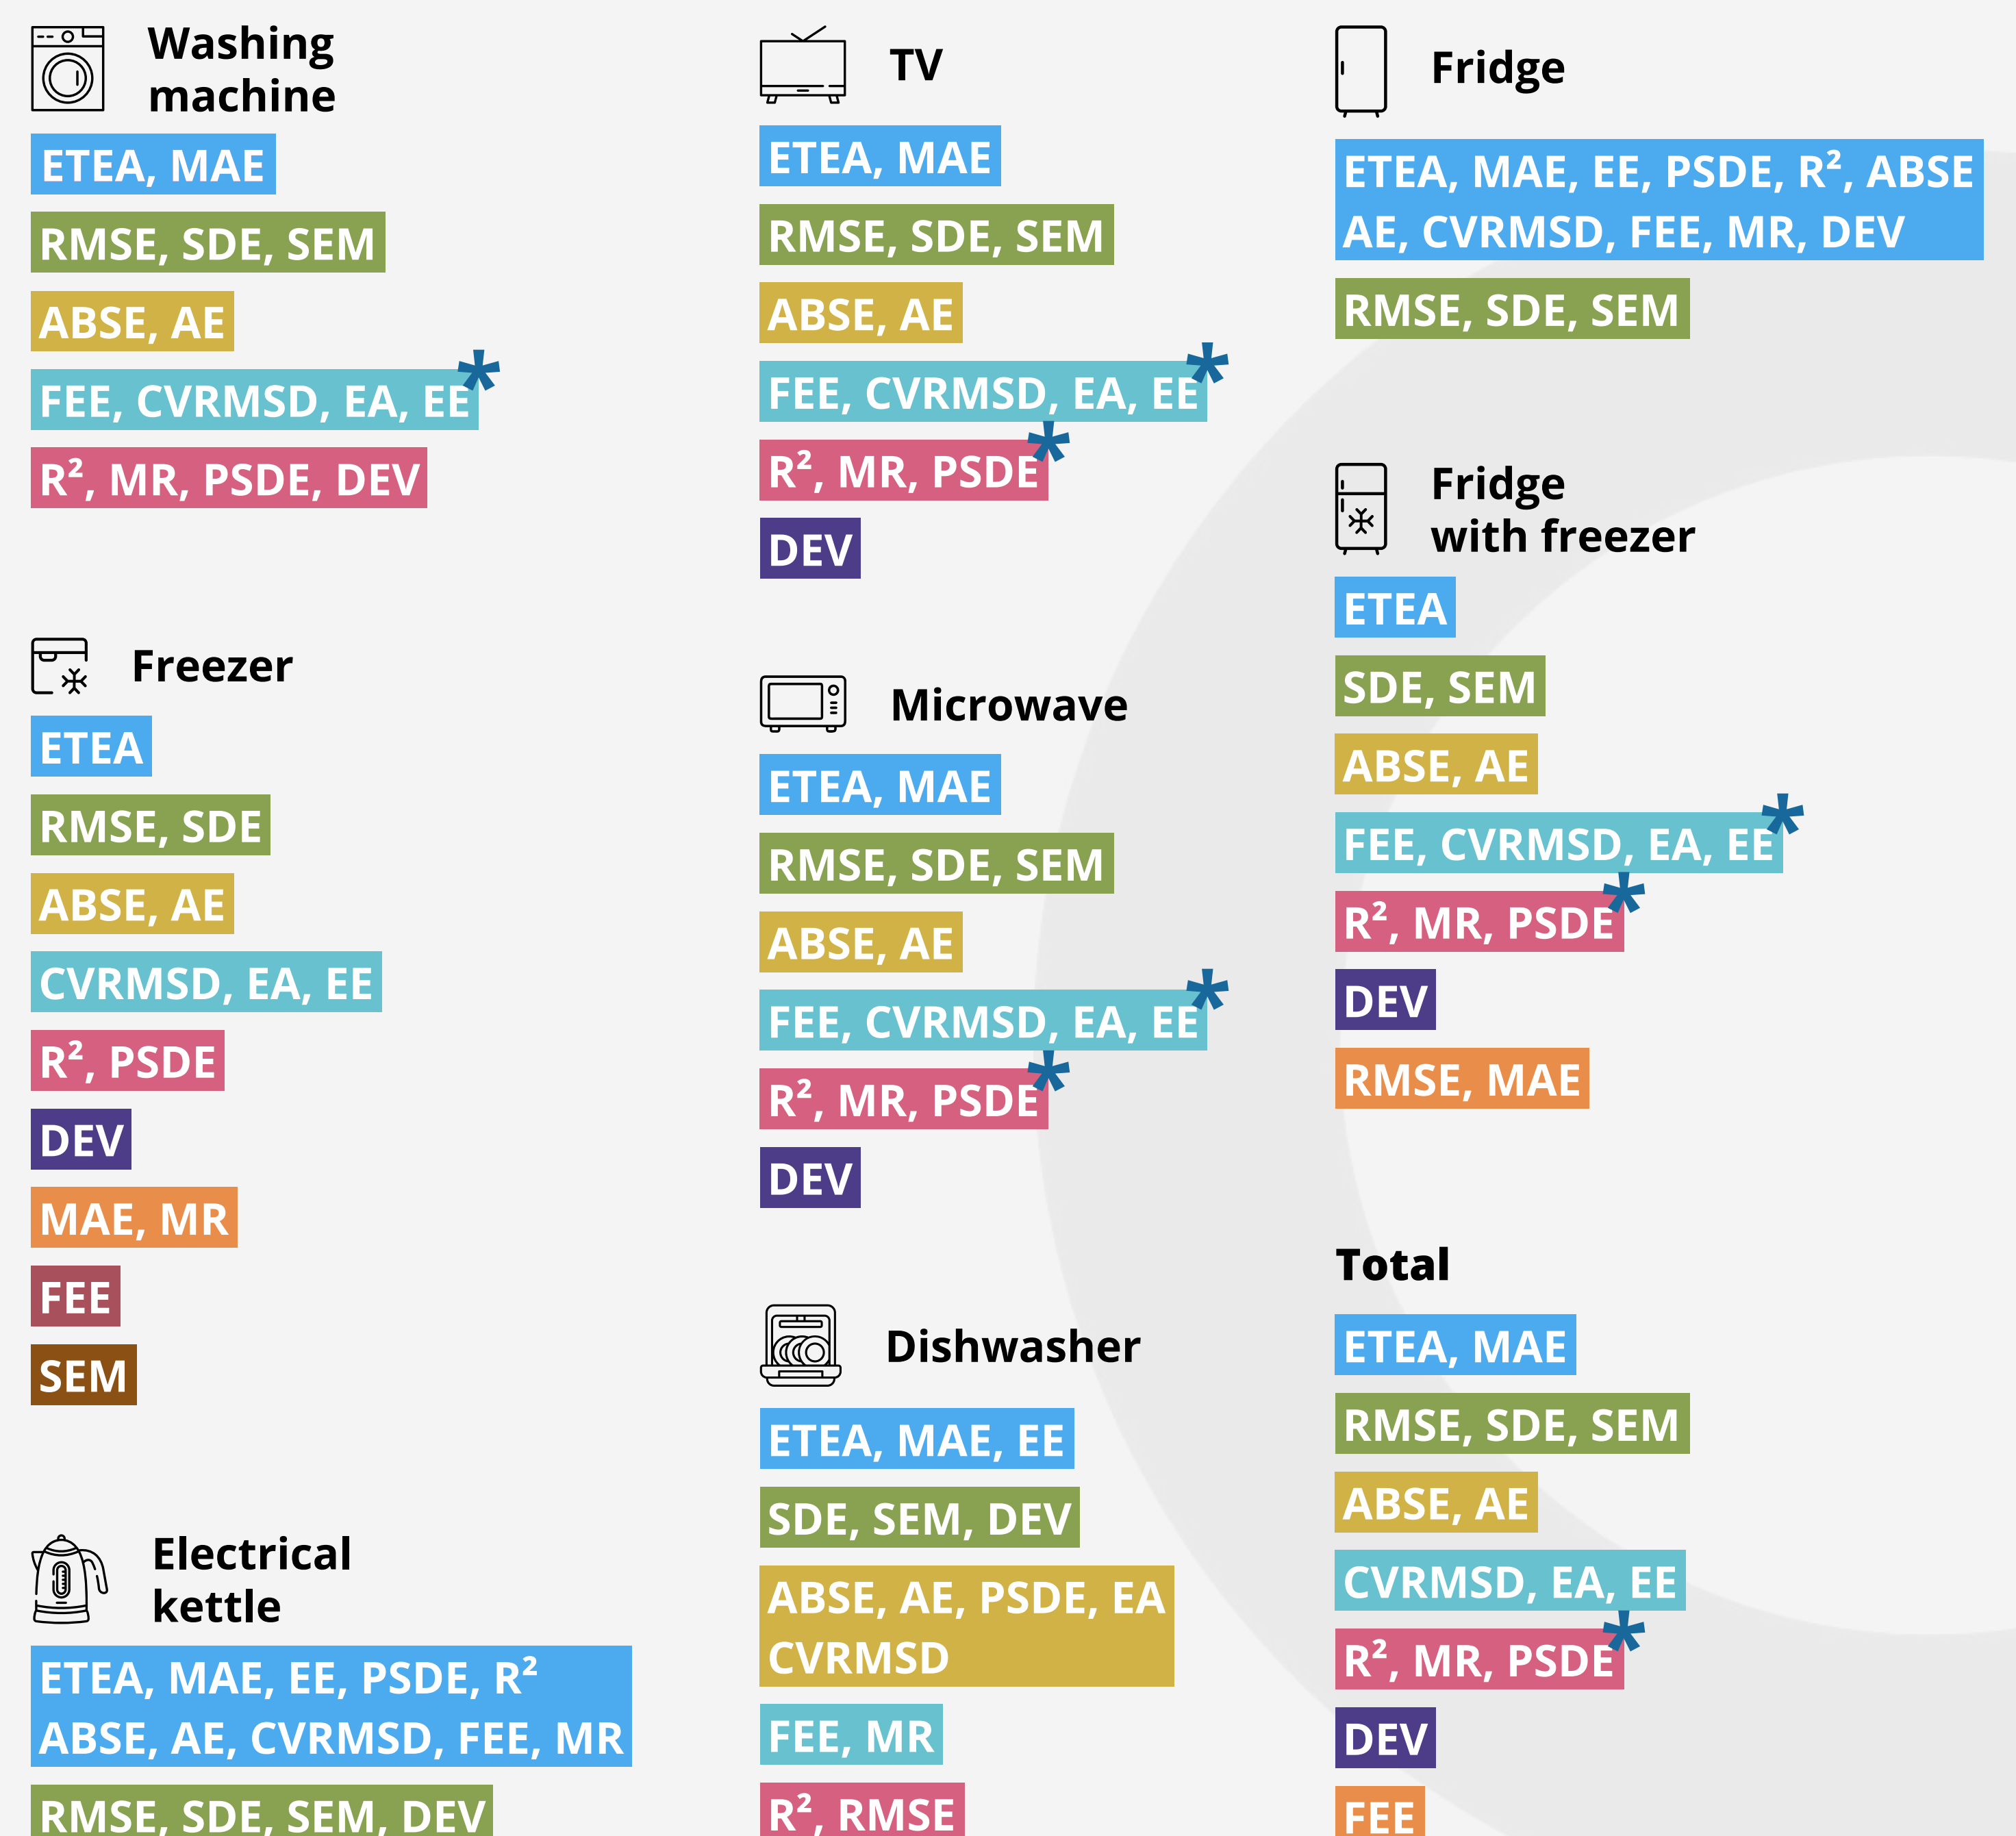 Washing
machine
ETEA, MAE
RMSE, SDE, SEM
ABSE, AE
FEE, CVRMSD, EA, EE*
R², MR, PSDE, DEV
Freezer
ETEA
RMSE, SDE
ABSE, AE
CVRMSD, EA, EE
R², PSDE
DEV
MAE, MR
FEE
SEM
Electrical
kettle
ETEA, MAE, EE, PSDE, R²
ABSE, AE, CVRMSD, FEE, MR
RMSE, SDE, SEM, DEV
TV
ETEA, MAE
RMSE, SDE, SEM
ABSE, AE
FEE, CVRMSD, EA, EE*
R², MR, PSDE*
DEV
Microwave
ETEA, MAE
RMSE, SDE, SEM
ABSE, AE
FEE, CVRMSD, EA, EE*
R², MR, PSDE*
DEV
Dishwasher
ETEA, MAE, EE
SDE, SEM, DEV
ABSE, AE, PSDE, EA
CVRMSD
FEE, MR
R², RMSE
Fridge
ETEA, MAE, EE, PSDE, R², ABSE
AE, CVRMSD, FEE, MR, DEV
RMSE, SDE, SEM
Fridge
with freezer
ETEA
SDE, SEM
ABSE, AE
FEE, CVRMSD, EA, EE*
R², MR, PSDE*
DEV
RMSE, MAE
Total
ETEA, MAE
RMSE, SDE, SEM
ABSE, AE
CVRMSD, EA, EE
R², MR, PSDE*
DEV
FEE